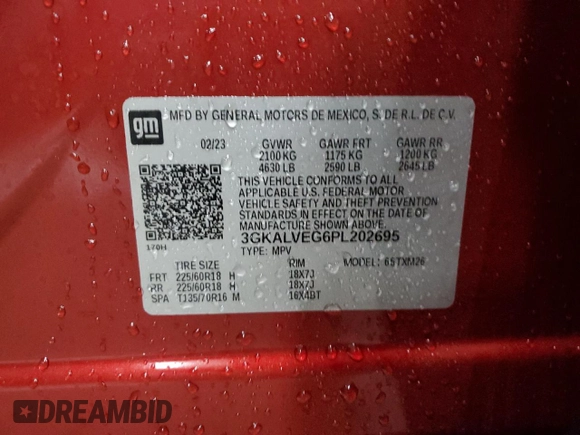 gm
MFD BY GENERAL MOTORS DE MEXICO, S. DE R.L. DE C.V.
02/23 GVWR GAWR FRT GAWR RR
2100 KG 1175 KG 1200 KG
4630 LB 2590 LB 2645 LB
THIS VEHICLE CONFORMS TO ALL
APPLICABLE U.S. FEDERAL MOTOR
VEHICLE SAFETY AND THEFT PREVENTION
STANDARDS IN EFFECT ON THE DATE OF
MANUFACTURE SHOWN ABOVE.
3GKALVEG6PL202695
170H TYPE: MPV MODEL: 6STXM26
TIRE SIZE RIM
FRT 225/60R18 H 18X7J
RR 225/60R18 H 18X7J
SPA T135/70R16 M 16X4BT
DREAMBID